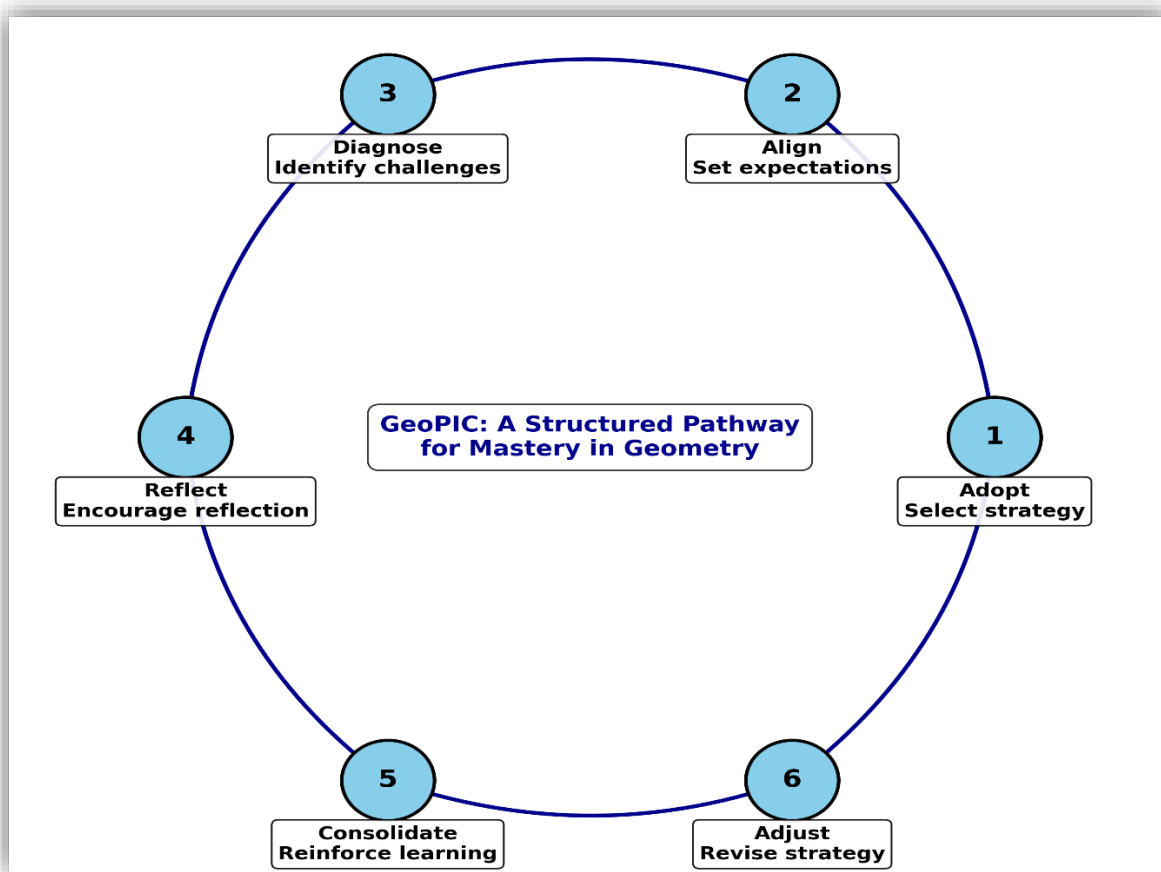 3
2
Diagnose
Identify challenges
Align
Set expectations
GeoPIC: A Structured Pathway
for Mastery in Geometry
4
1
Reflect
Encourage reflection
Adopt
Select strategy
5
6
Consolidate
Reinforce learning
Adjust
Revise strategy